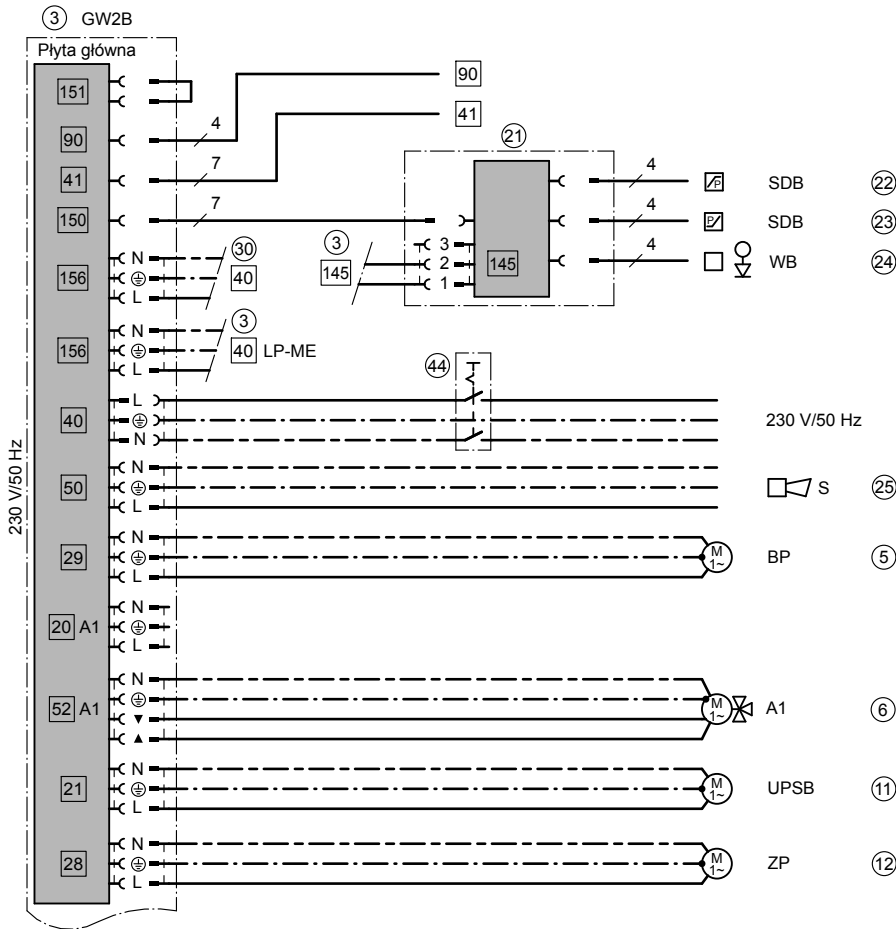 3 GW2B
Płyta główna
151
90
90
4
41
41
7
21
150
7
4 SDB 22
4 SDB 23
4 WB 24
P
P
3
145
3
2
1
145
156
N
L
30
40
156
N
L
3
40 LP-ME
44
40
L
N
230 V/50 Hz
230 V/50 Hz
50
N
L
S 25
29
N
L
M
1~
BP 5
20 A1
N
L
52 A1
N
▼
▲
M
1~
A1 6
21
N
L
M
1~
UPSB 11
28
N
L
M
1~
ZP 12